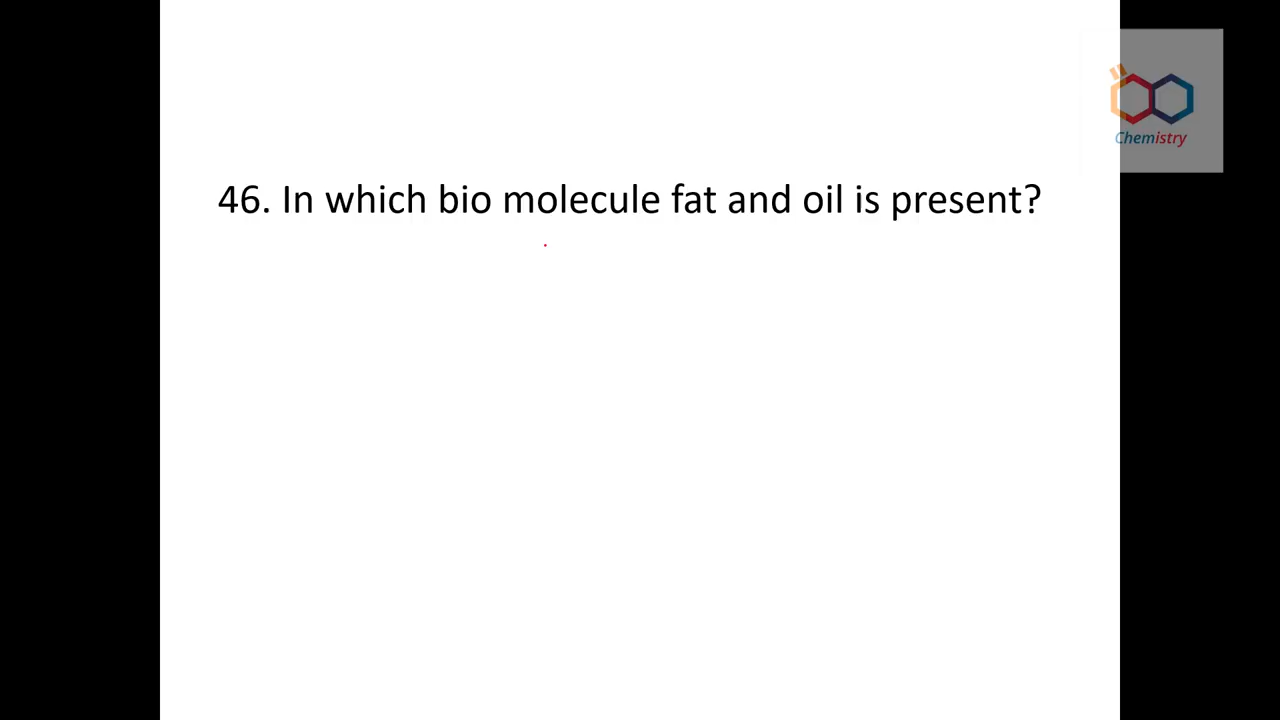 Chemistry
46. In which bio molecule fat and oil is present?